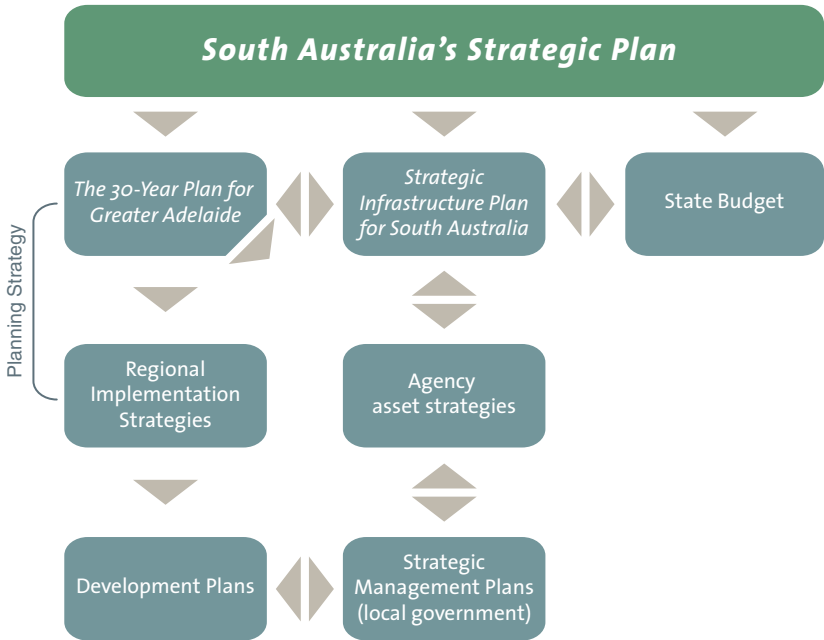 South Australia’s Strategic Plan
The 30-Year Plan for
Greater Adelaide
Strategic
Infrastructure Plan
for South Australia
State Budget
Planning Strategy
Regional
Implementation
Strategies
Agency
asset strategies
Development Plans
Strategic
Management Plans
(local government)